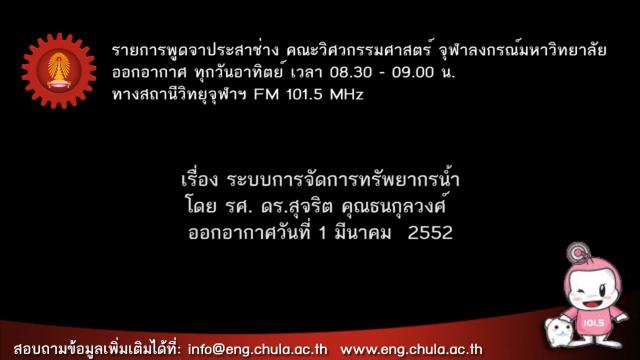 รายการพูดจาประสาช่าง คณะวิศวกรรมศาสตร์ จุฬาลงกรณ์มหาวิทยาลัย
ออกอากาศ ทุกวันอาทิตย์ เวลา 08.30 - 09.00 น.
ทางสถานีวิทยุจุฬาฯ FM 101.5 MHz
เรื่อง ระบบการจัดการทรัพยากรน้ำ
โดย รศ. ดร.สุจริต คุณธนกุลวงศ์
ออกอากาศวันที่ 1 มีนาคม 2552
101.5
สอบถามข้อมูลเพิ่มเติมได้ที่: info@eng.chula.ac.th www.eng.chula.ac.th